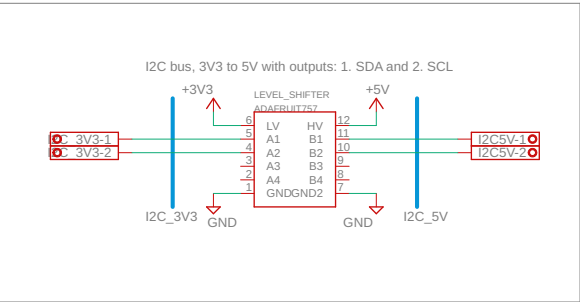 I2C bus, 3V3 to 5V with outputs: 1. SDA and 2. SCL
+3V3
LEVEL_SHIFTER
+5V
ADAFRUIT757
6 LV HV 12
I2C_3V3-1 5 A1 B1 11 I2C5V-1
I2C_3V3-2 4 A2 B2 10 I2C5V-2
3 A3 B3 9
2 A4 B4 8
1 GND GND2 7
I2C_3V3 GND GND I2C_5V